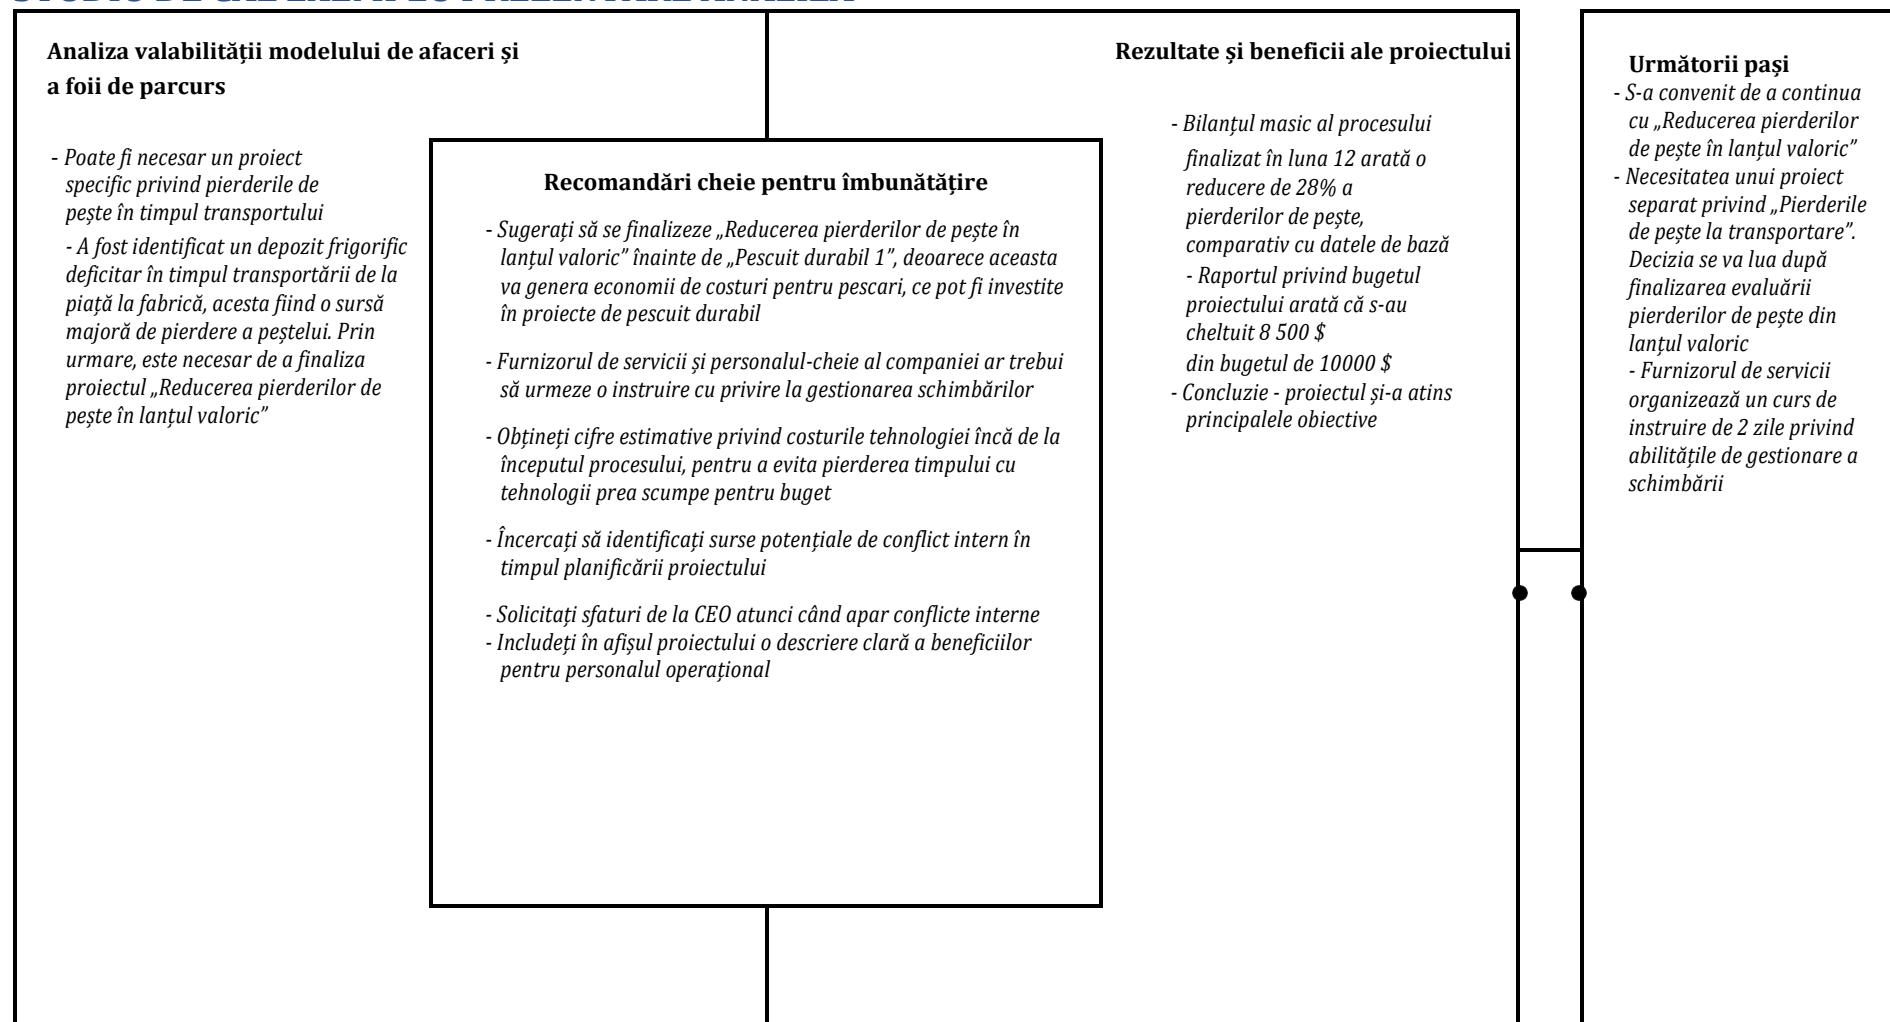 Analiza valabilității modelului de afaceri și
a foii de parcurs
- Poate fi necesar un proiect
specific privind pierderile de
pește în timpul transportului
- A fost identificat un depozit frigorific
deficitar în timpul transportării de la
piață la fabrică, acesta fiind o sursă
majoră de pierdere a peștelui. Prin
urmare, este necesar de a finaliza
proiectul „Reducerea pierderilor de
pește în lanțul valoric”
Recomandări cheie pentru îmbunătățire
- Sugerați să se finalizeze „Reducerea pierderilor de pește în
lanțul valoric” înainte de „Pescuit durabil 1”, deoarece aceasta
va genera economii de costuri pentru pescari, ce pot fi investite
în proiecte de pescuit durabil
- Furnizorul de servicii și personalul-cheie al companiei ar trebui
să urmeze o instruire cu privire la gestionarea schimbărilor
- Obțineți cifre estimative privind costurile tehnologiei încă de la
începutul procesului, pentru a evita pierderea timpului cu
tehnologii prea scumpe pentru buget
- Încercați să identificați surse potențiale de conflict intern în
timpul planificării proiectului
- Solicitați sfaturi de la CEO atunci când apar conflicte interne
- Includeți în afișul proiectului o descriere clară a beneficiilor
pentru personalul operațional
Rezultate și beneficii ale proiectului
- Bilanțul masic al procesului
finalizat în luna 12 arată o
reducere de 28% a
pierderilor de pește,
comparativ cu datele de bază
- Raportul privind bugetul
proiectului arată că s-au
cheltuit 8 500 $
din bugetul de 10000 $
- Concluzie - proiectul și-a atins
principalele obiective
Următorii pași
- S-a convenit de a continua
cu „Reducerea pierderilor
de pește în lanțul valoric”
- Necesitatea unui proiect
separat privind „Pierderile
de pește la transportare”.
Decizia se va lua după
finalizarea evaluării
pierderilor de pește din
lanțul valoric
- Furnizorul de servicii
organizează un curs de
instruire de 2 zile privind
abilitățile de gestionare a
schimbării